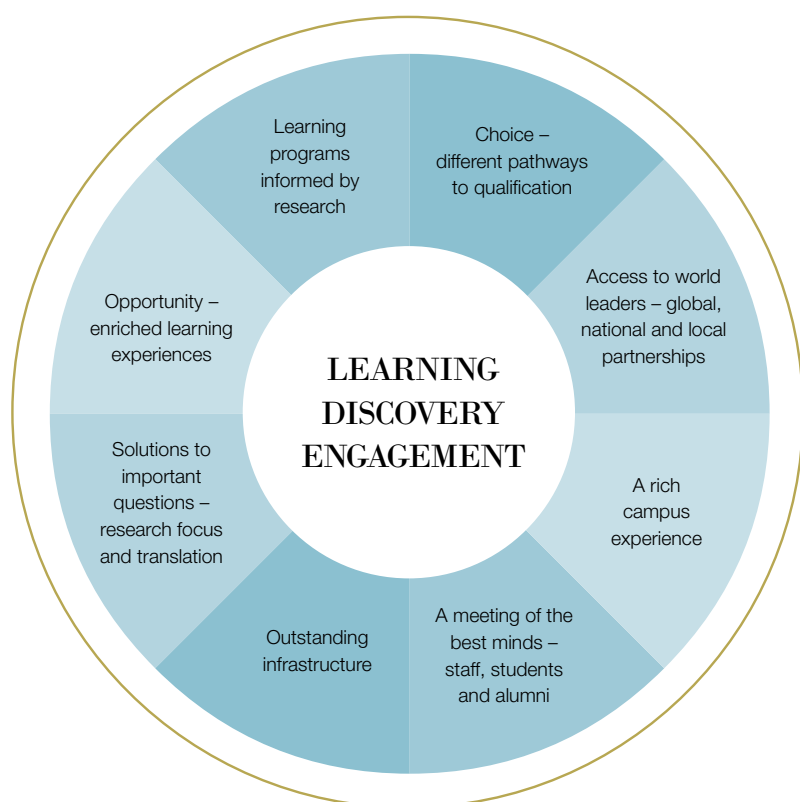 Learning
programs
informed by
research
Choice –
different pathways
to qualification
Access to world
leaders – global,
national and local
partnerships
A rich
campus
experience
A meeting of the
best minds –
staff, students
and alumni
Outstanding
infrastructure
Solutions to
important
questions –
research focus
and translation
Opportunity –
enriched learning
experiences
LEARNING
DISCOVERY
ENGAGEMENT